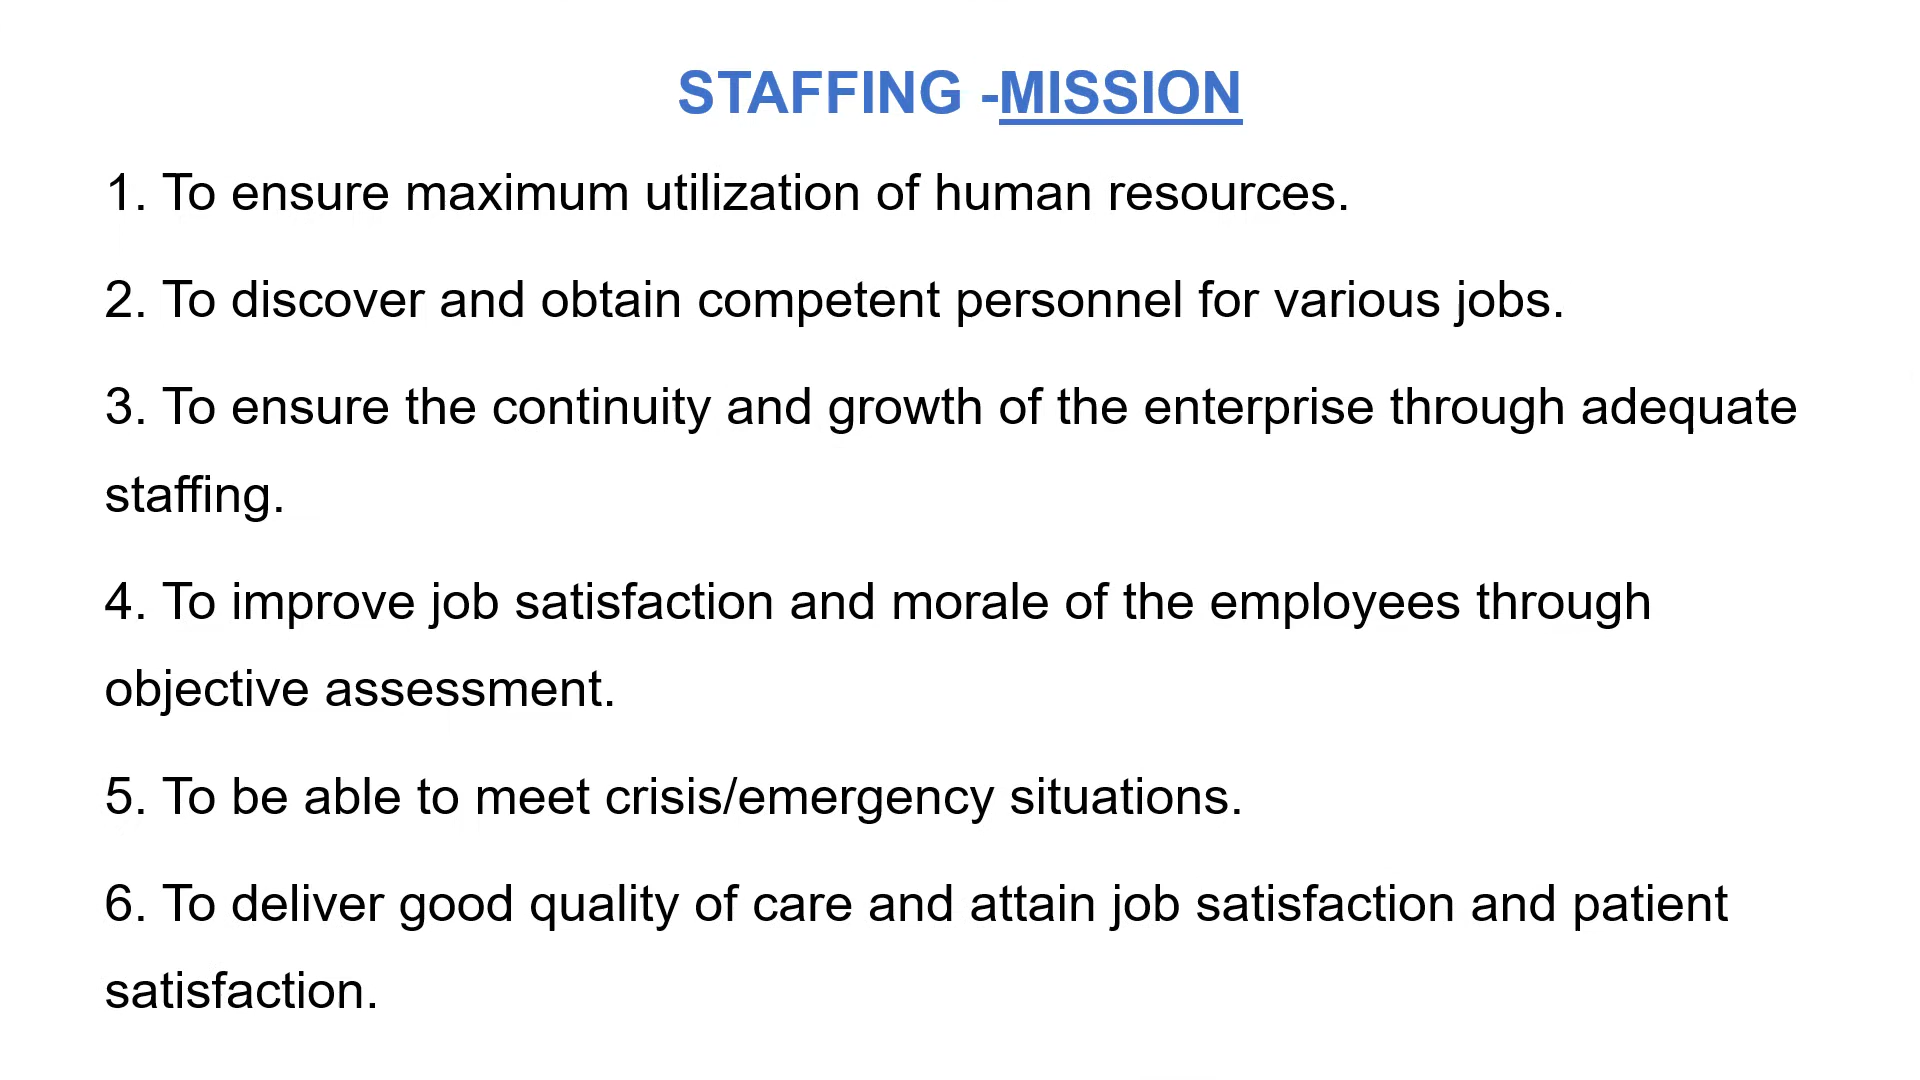 STAFFING -MISSION
1. To ensure maximum utilization of human resources.
2. To discover and obtain competent personnel for various jobs.
3. To ensure the continuity and growth of the enterprise through adequate
staffing.
4. To improve job satisfaction and morale of the employees through
objective assessment.
5. To be able to meet crisis/emergency situations.
6. To deliver good quality of care and attain job satisfaction and patient
satisfaction.